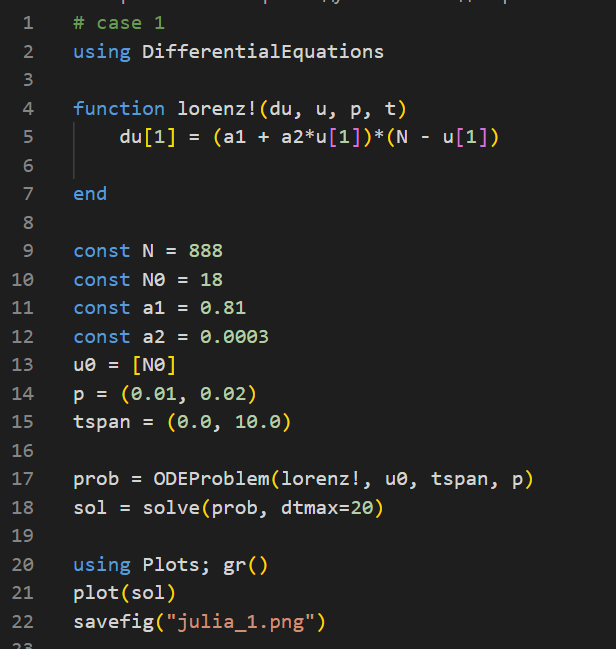 1 # case 1
2 using DifferentialEquations
3
4 function lorenz!(du, u, p, t)
5     du[1] = (a1 + a2*u[1])*(N - u[1])
6
7 end
8
9 const N = 888
10 const N0 = 18
11 const a1 = 0.81
12 const a2 = 0.0003
13 u0 = [N0]
14 p = (0.01, 0.02)
15 tspan = (0.0, 10.0)
16
17 prob = ODEProblem(lorenz!, u0, tspan, p)
18 sol = solve(prob, dtmax=20)
19
20 using Plots; gr()
21 plot(sol)
22 savefig("julia_1.png")
23